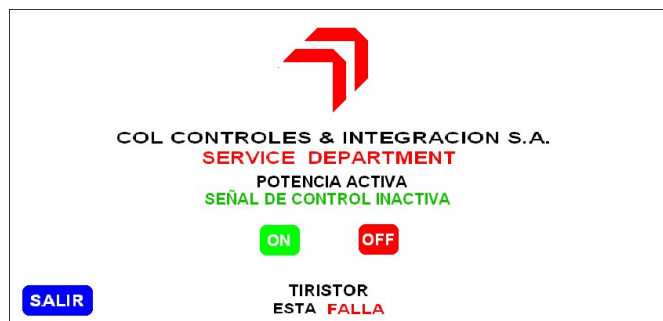 COL CONTROLES & INTEGRACION S.A.
SERVICE DEPARTMENT
POTENCIA ACTIVA
SEÑAL DE CONTROL INACTIVA
ON OFF
TIRISTOR
SALIR
ESTA FALLA